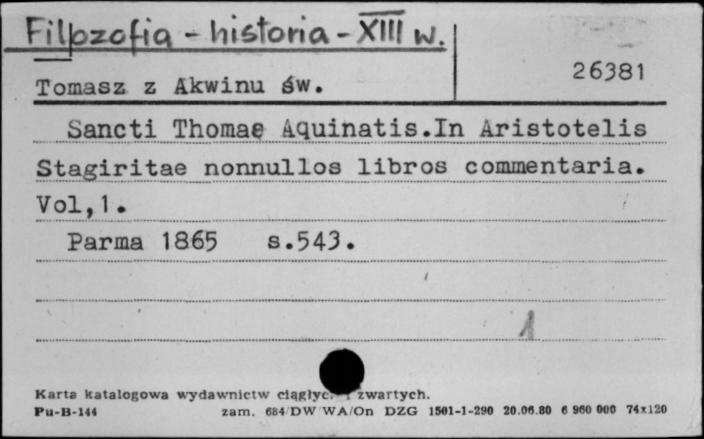 Filozofia - historia - XIII w.
Tomasz z Akwinu św.
26381
Sancti Thomae Aquinatis.In Aristotelis
Stagiritae nonnullos libros commentaria.
Vol,1.
Parma 1865 s.543.
1
Karta katalogowa wydawnictw ciągłyc. i zwartych.
Pu-B-144 zam. 684/DW WA/On DZG 1501-1-290 20.06.80 6 960 000 74x120